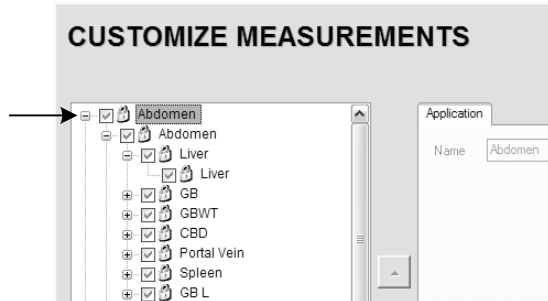 CUSTOMIZE MEASUREMENTS
Abdomen
Abdomen
Liver
Liver
GB
GBWT
CBD
Portal Vein
Spleen
GB L
Application
Name Abdomen